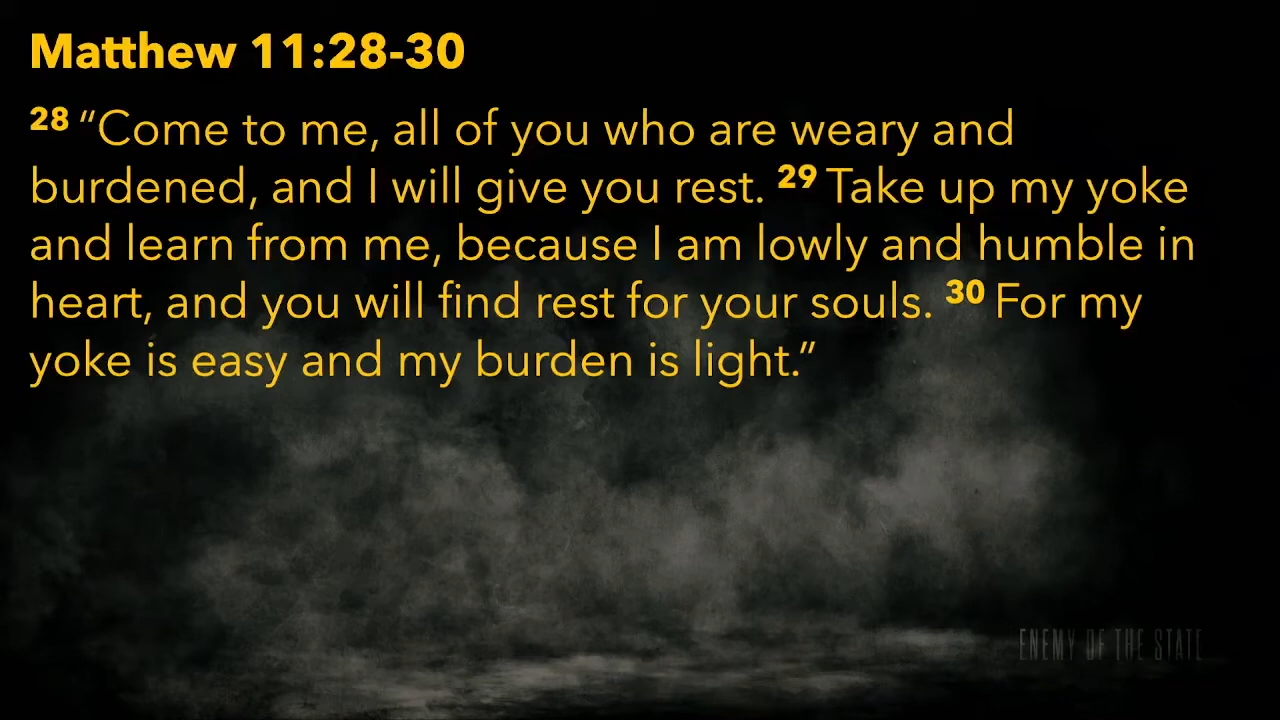 Matthew 11:28-30
28 “Come to me, all of you who are weary and
burdened, and I will give you rest. 29 Take up my yoke
and learn from me, because I am lowly and humble in
heart, and you will find rest for your souls. 30 For my
yoke is easy and my burden is light.”
ENEMY OF THE STATE